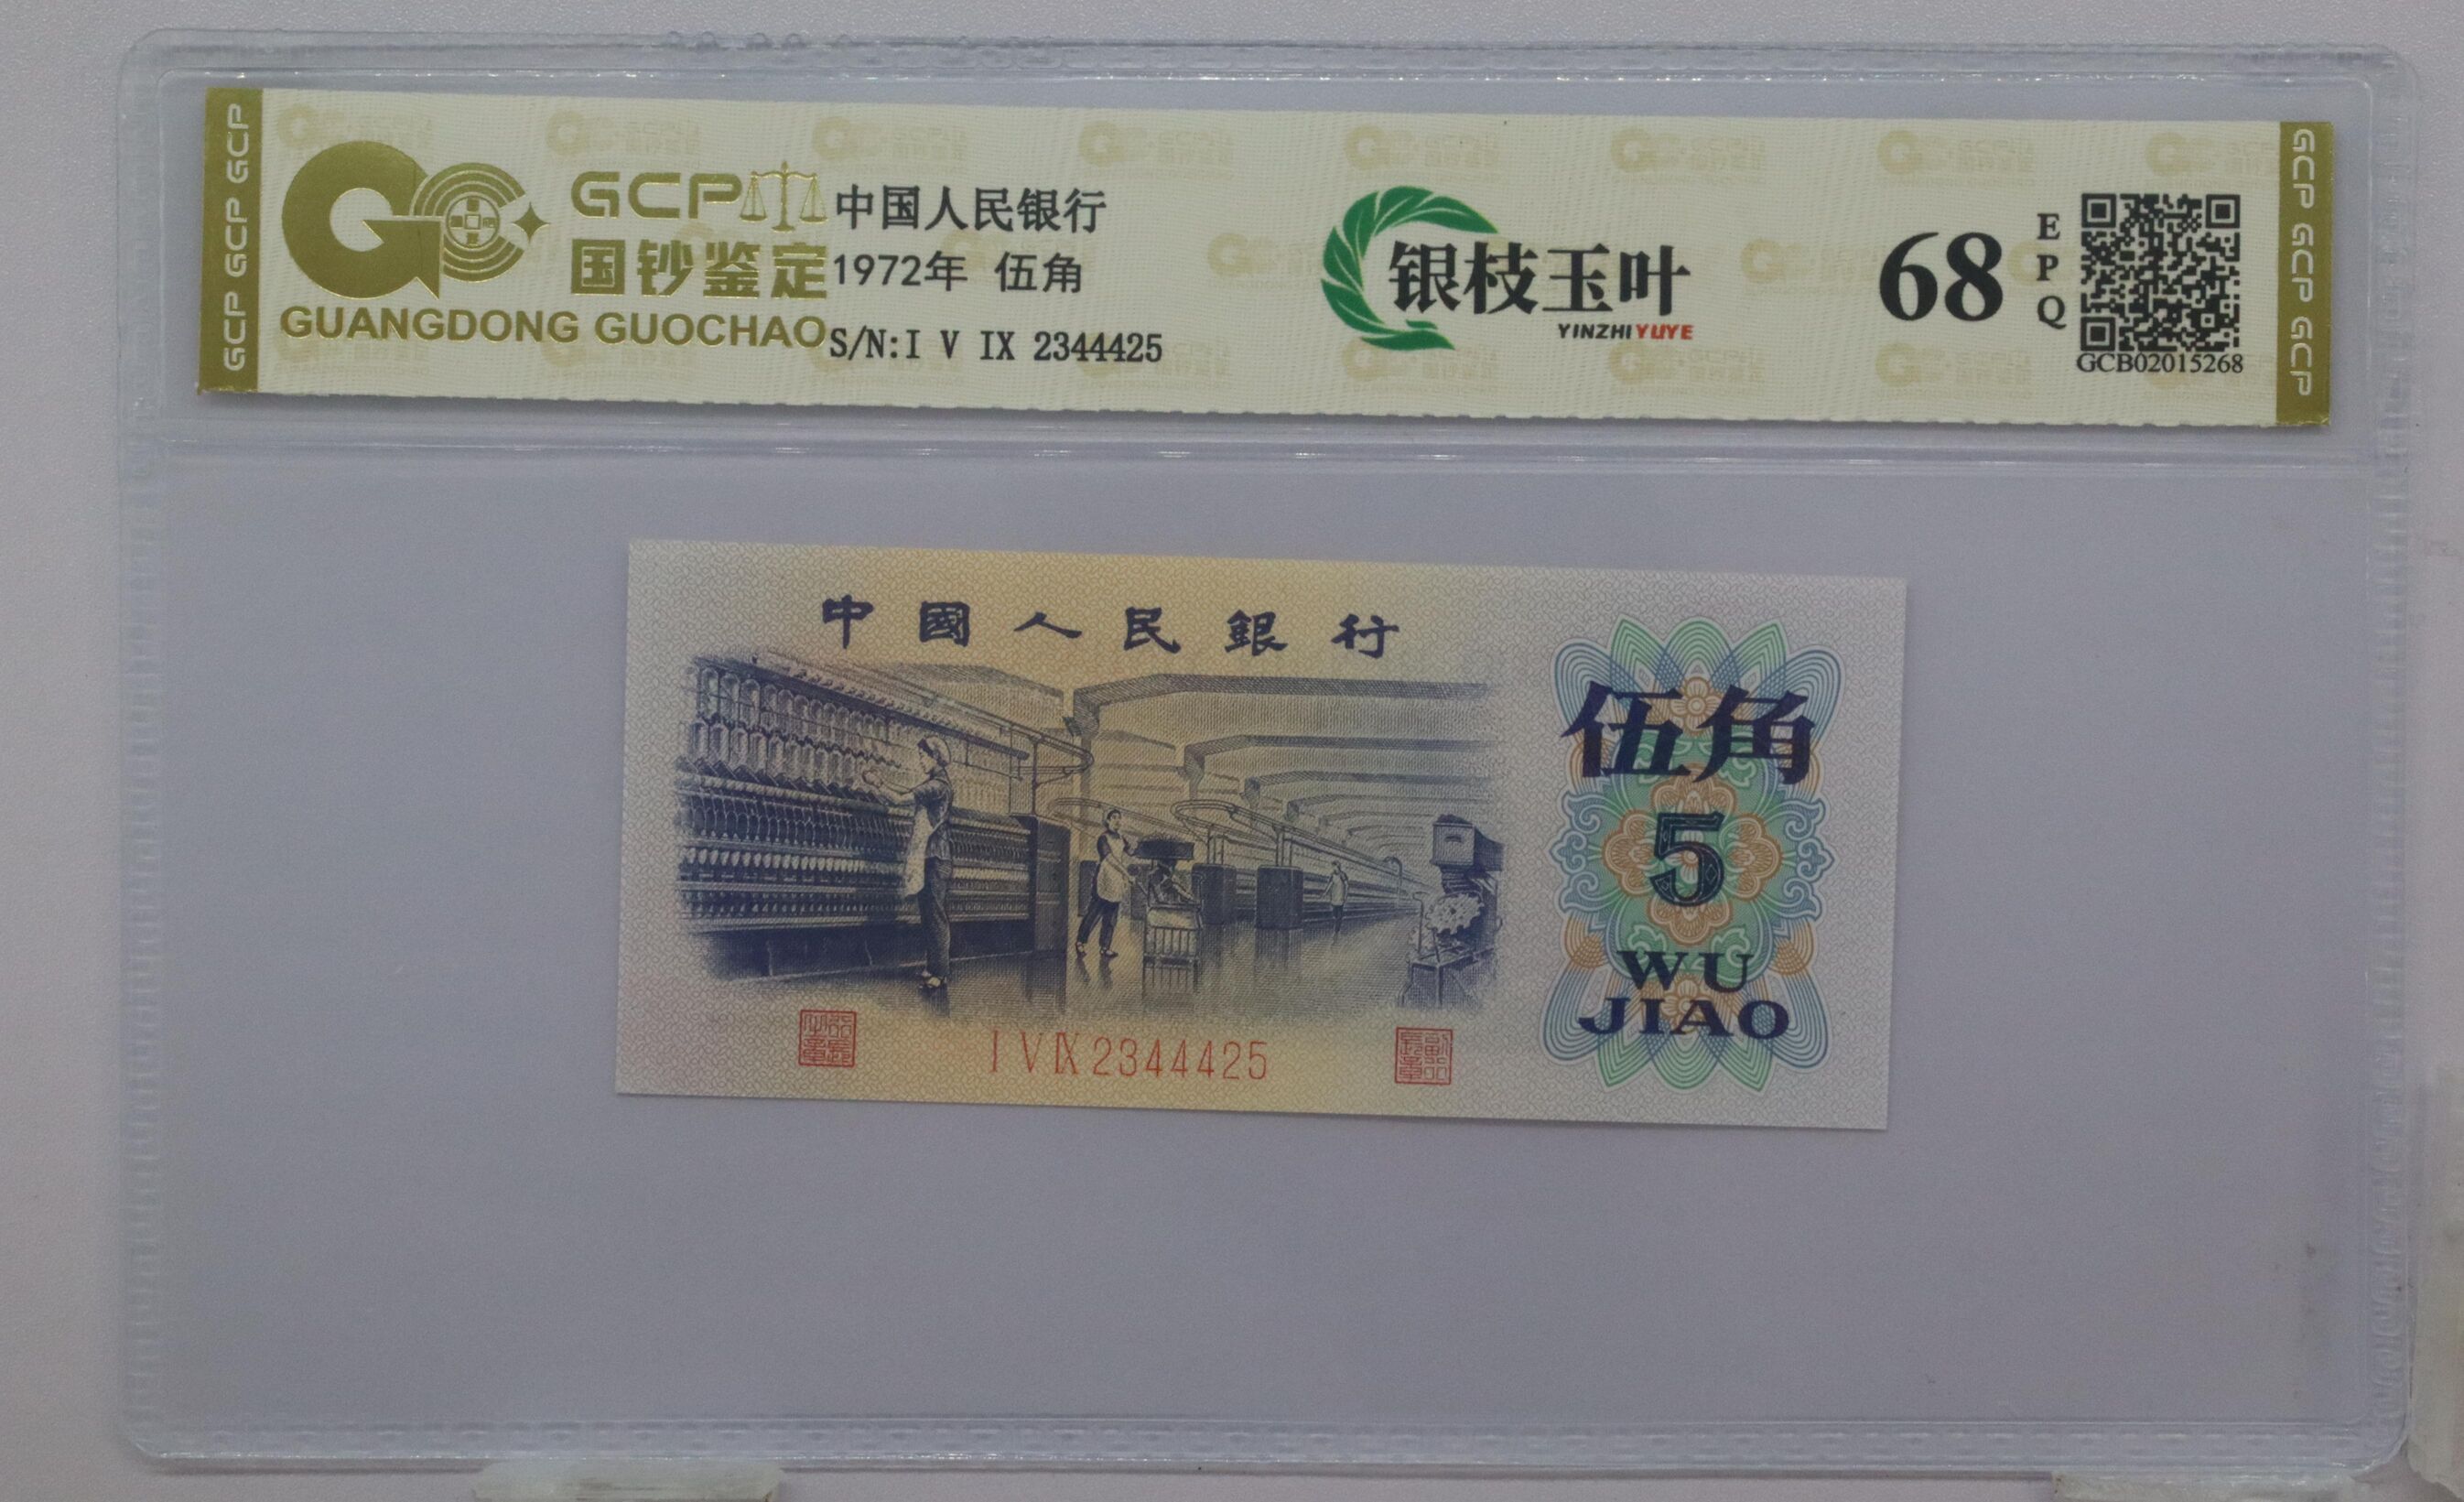 GCP GCP GCP
GCP
国钞鉴定
GUANGDONG GUOCHAO
中国人民银行
1972年 伍角
S/N:I V IX 2344425
银枝玉叶
YINZHIYUYE
68
EPQ
GCB02015268
GCP GCP GCP
中國人民銀行
伍角
5
WU
JIAO
I V IX 2344425